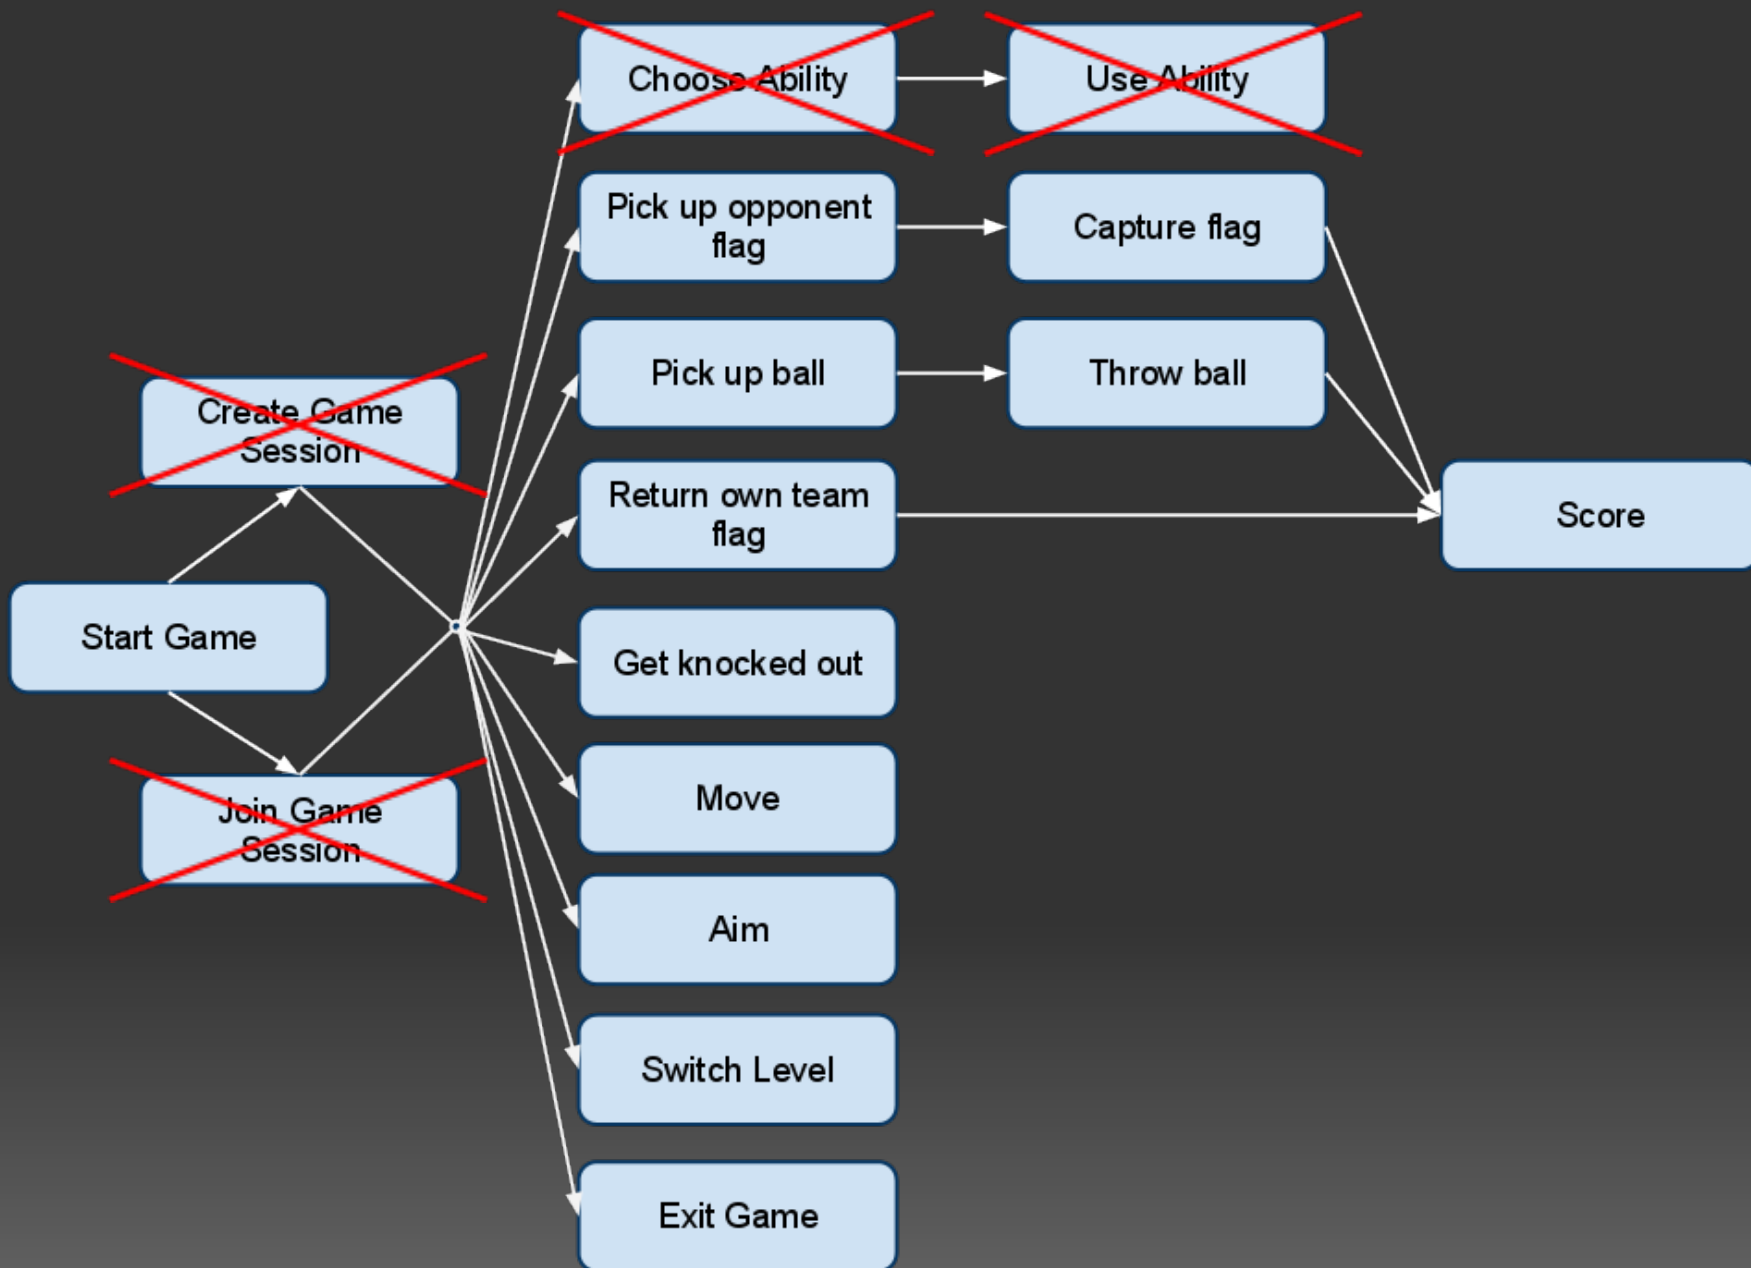 Choose Ability
Use Ability
Pick up opponent
flag
Capture flag
Pick up ball
Throw ball
Create Game
Session
Return own team
flag
Score
Start Game
Get knocked out
Join Game
Session
Move
Aim
Switch Level
Exit Game